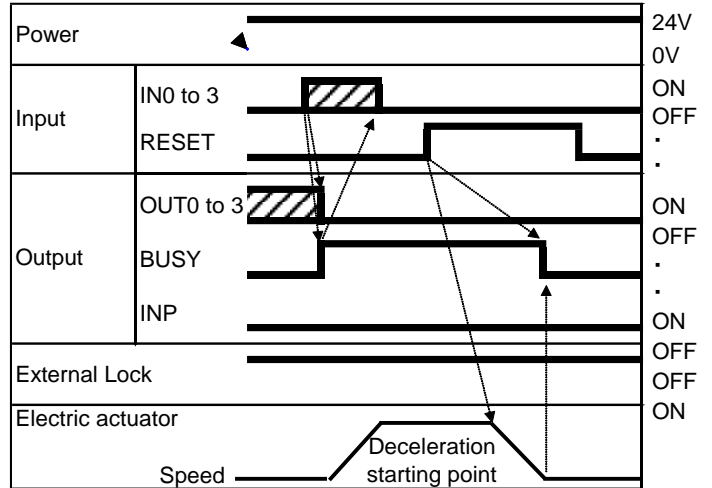 Power
24V
0V
Input
IN0 to 3
ON
OFF
RESET
.
.
Output
OUT0 to 3
ON
OFF
BUSY
.
.
INP
ON
OFF
External Lock
OFF
ON
Electric actuator
Deceleration
starting point
Speed